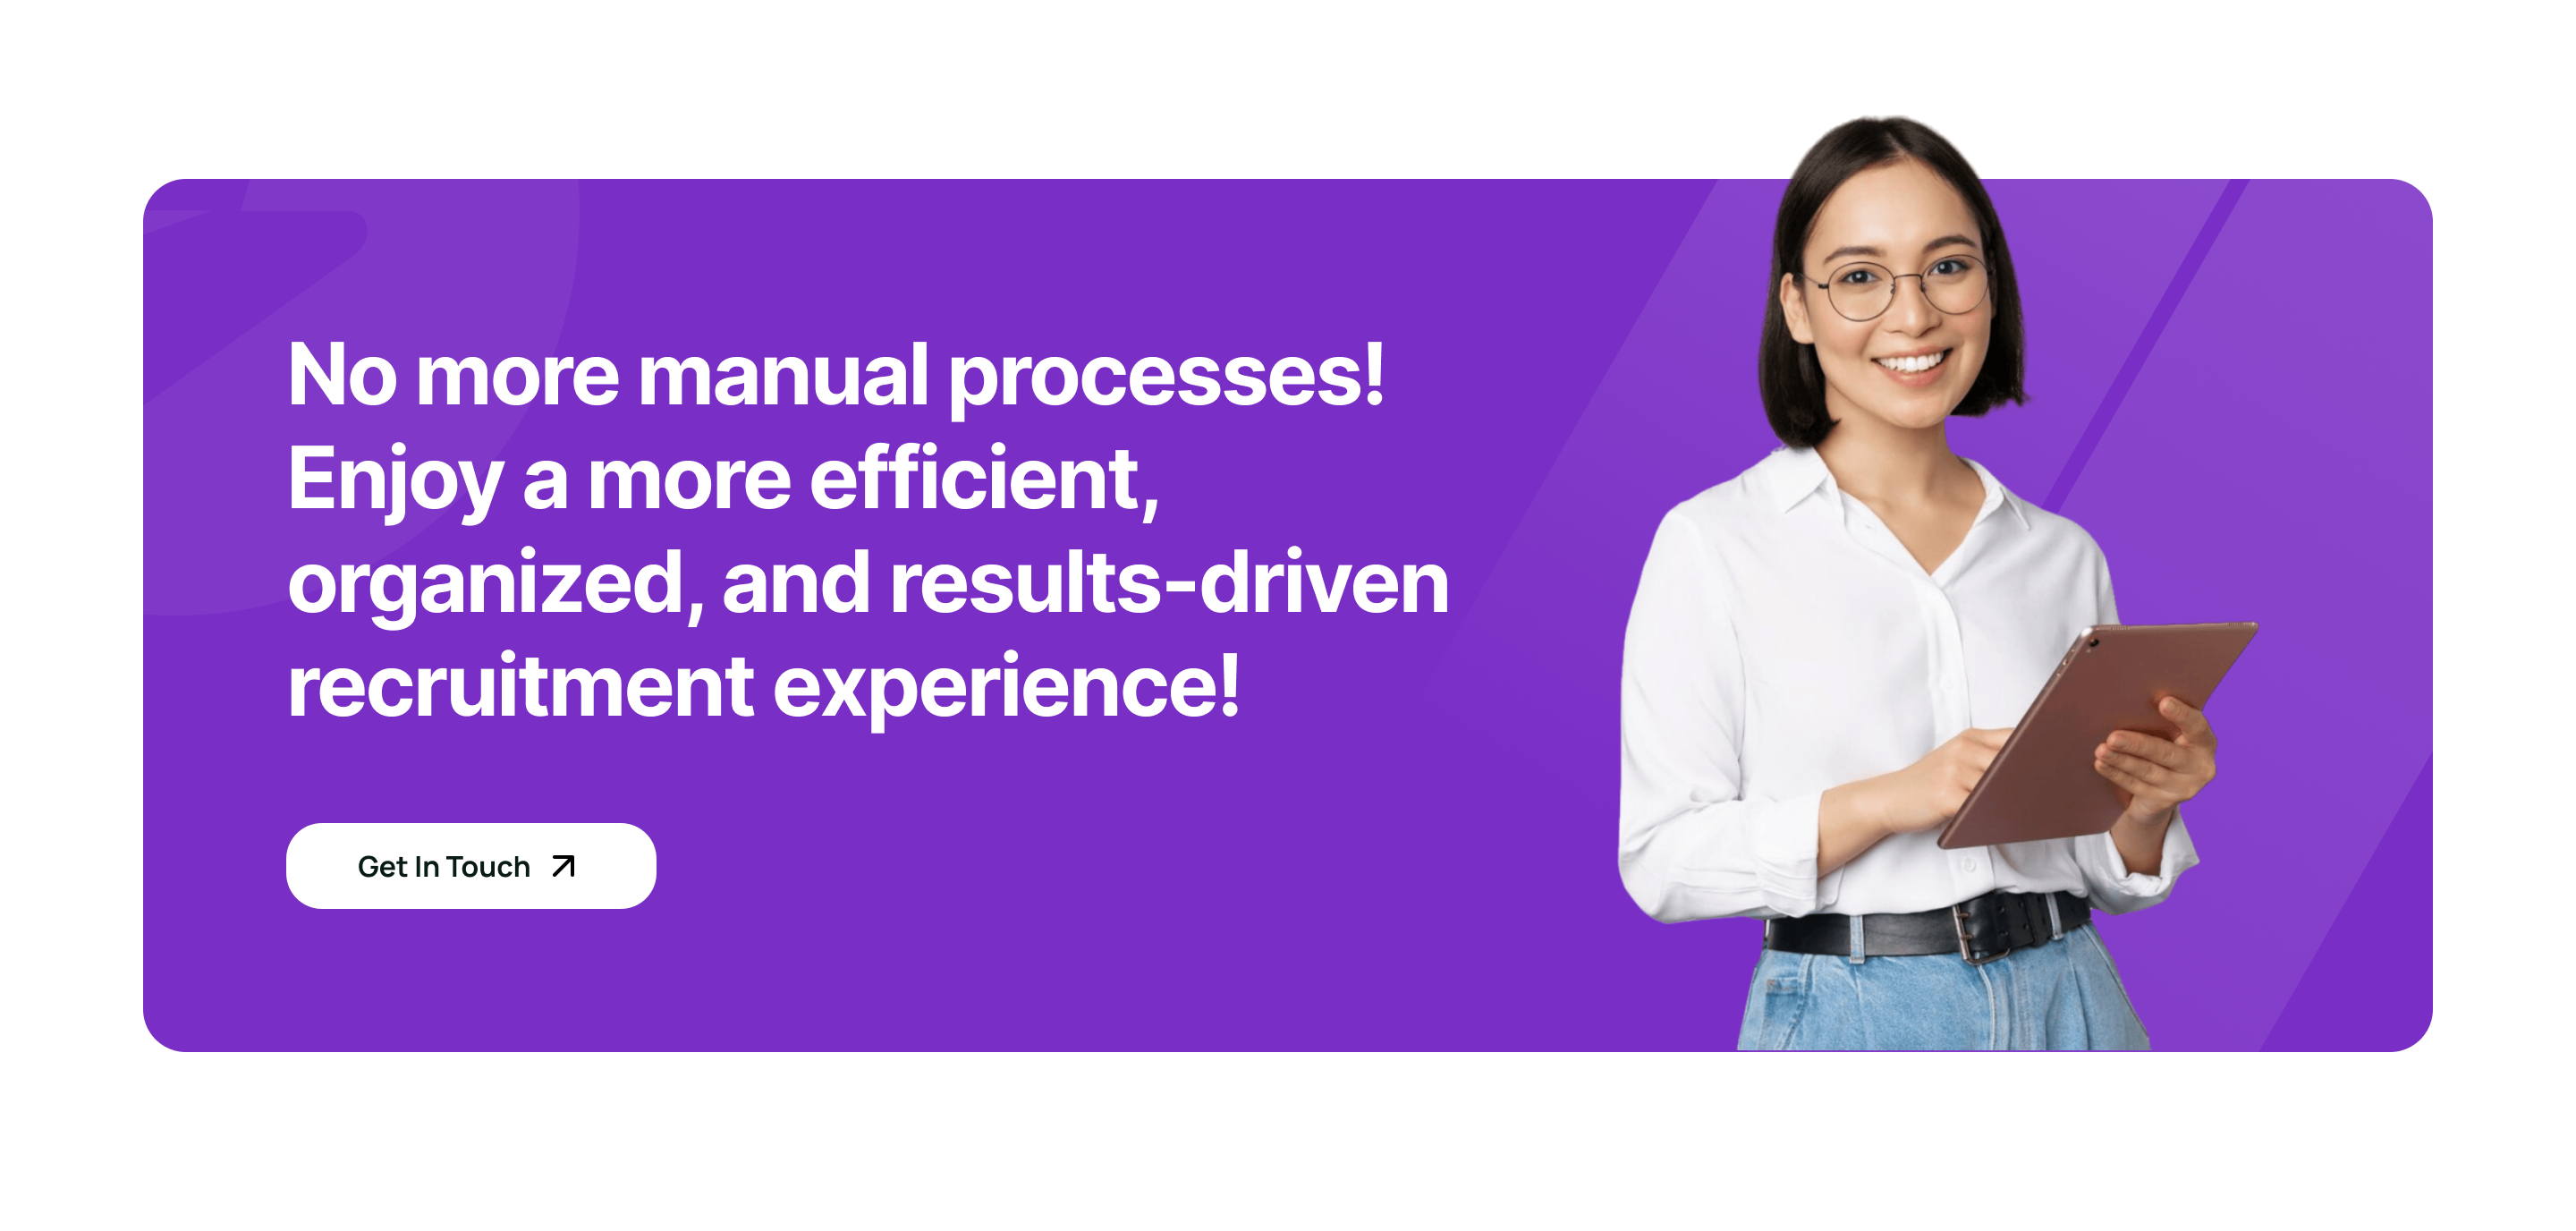 No more manual processes!
Enjoy a more efficient,
organized, and results-driven
recruitment experience!
Get In Touch